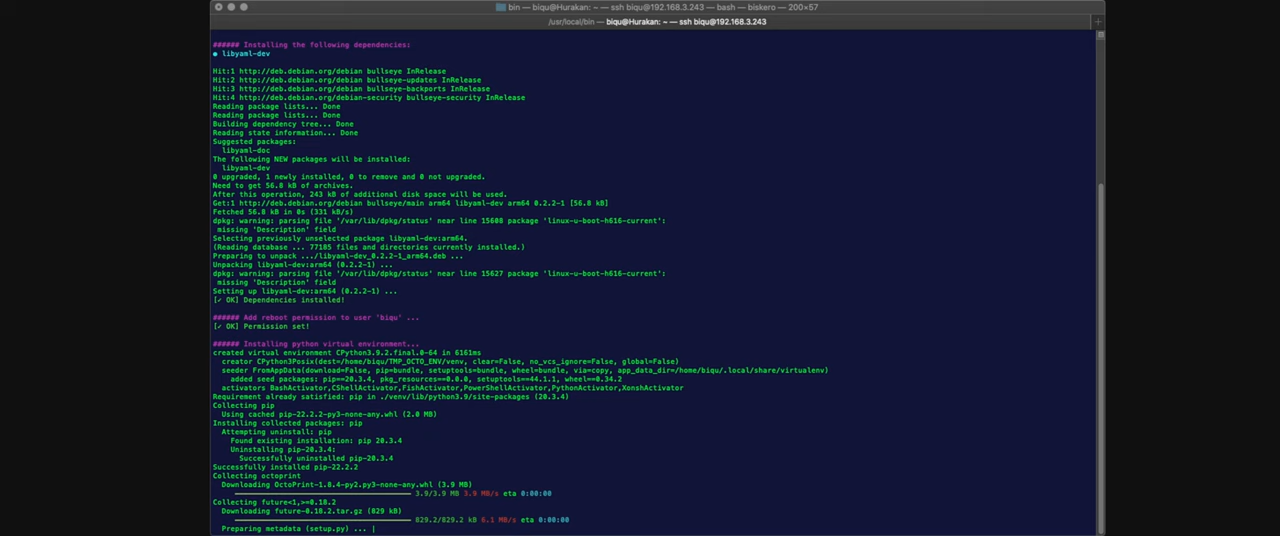 bin — biqu@Hurakan: ~ — ssh biqu@192.168.3.243 — bash — biskero — 200×57
/usr/local/bin — biqu@Hurakan: ~ — ssh biqu@192.168.3.243
+
###### Installing the following dependencies:
● libyaml-dev
Hit:1 http://deb.debian.org/debian bullseye InRelease
Hit:2 http://deb.debian.org/debian bullseye-updates InRelease
Hit:3 http://deb.debian.org/debian bullseye-backports InRelease
Hit:4 http://deb.debian.org/debian-security bullseye-security InRelease
Reading package lists... Done
Reading package lists... Done
Building dependency tree... Done
Reading state information... Done
Suggested packages:
libyaml-doc
The following NEW packages will be installed:
libyaml-dev
0 upgraded, 1 newly installed, 0 to remove and 0 not upgraded.
Need to get 56.8 kB of archives.
After this operation, 243 kB of additional disk space will be used.
Get:1 http://deb.debian.org/debian bullseye/main arm64 libyaml-dev arm64 0.2.2-1 [56.8 kB]
Fetched 56.8 kB in 0s (331 kB/s)
dpkg: warning: parsing file '/var/lib/dpkg/status' near line 15608 package 'linux-u-boot-h616-current':
missing 'Description' field
Selecting previously unselected package libyaml-dev:arm64.
(Reading database ... 77185 files and directories currently installed.)
Preparing to unpack .../libyaml-dev_0.2.2-1_arm64.deb ...
Unpacking libyaml-dev:arm64 (0.2.2-1) ...
dpkg: warning: parsing file '/var/lib/dpkg/status' near line 15627 package 'linux-u-boot-h616-current':
missing 'Description' field
Setting up libyaml-dev:arm64 (0.2.2-1) ...
[✓ OK] Dependencies installed!
###### Add reboot permission to user 'biqu' ...
[✓ OK] Permission set!
###### Installing python virtual environment...
created virtual environment CPython3.9.2.final.0-64 in 6161ms
creator CPython3Posix(dest=/home/biqu/TMP_OCTO_ENV/venv, clear=False, no_vcs_ignore=False, global=False)
seeder FromAppData(download=False, pip=bundle, setuptools=bundle, wheel=bundle, via=copy, app_data_dir=/home/biqu/.local/share/virtualenv)
added seed packages: pip==20.3.4, pkg_resources==0.0.0, setuptools==44.1.1, wheel==0.34.2
activators BashActivator,CShellActivator,FishActivator,PowerShellActivator,PythonActivator,XonshActivator
Requirement already satisfied: pip in ./venv/lib/python3.9/site-packages (20.3.4)
Collecting pip
Using cached pip-22.2.2-py3-none-any.whl (2.0 MB)
Installing collected packages: pip
Attempting uninstall: pip
Found existing installation: pip 20.3.4
Uninstalling pip-20.3.4:
Successfully uninstalled pip-20.3.4
Successfully installed pip-22.2.2
Collecting octoprint
Downloading OctoPrint-1.8.4-py2.py3-none-any.whl (3.9 MB)
3.9/3.9 MB 3.9 MB/s eta 0:00:00
Collecting future<1,>=0.18.2
Downloading future-0.18.2.tar.gz (829 kB)
829.2/829.2 kB 6.1 MB/s eta 0:00:00
Preparing metadata (setup.py) ... |